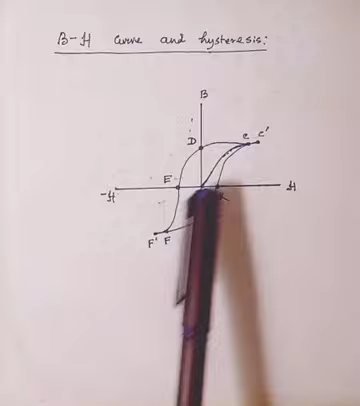 B-H curve and hysteresis:
B
D
C C'
E
-H H
F' F